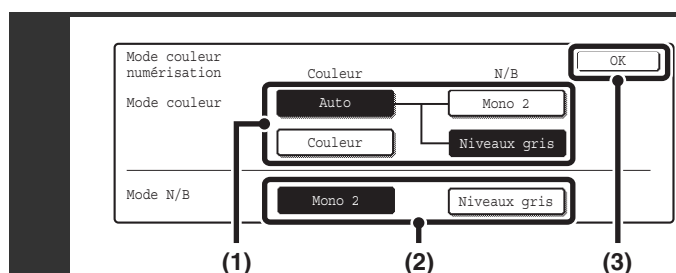 Mode couleur
numérisation
Couleur
N/B
OK
Mode couleur
Auto
Mono 2
Couleur
Niveaux gris
Mode N/B
Mono 2
Niveaux gris
(1)
(2)
(3)